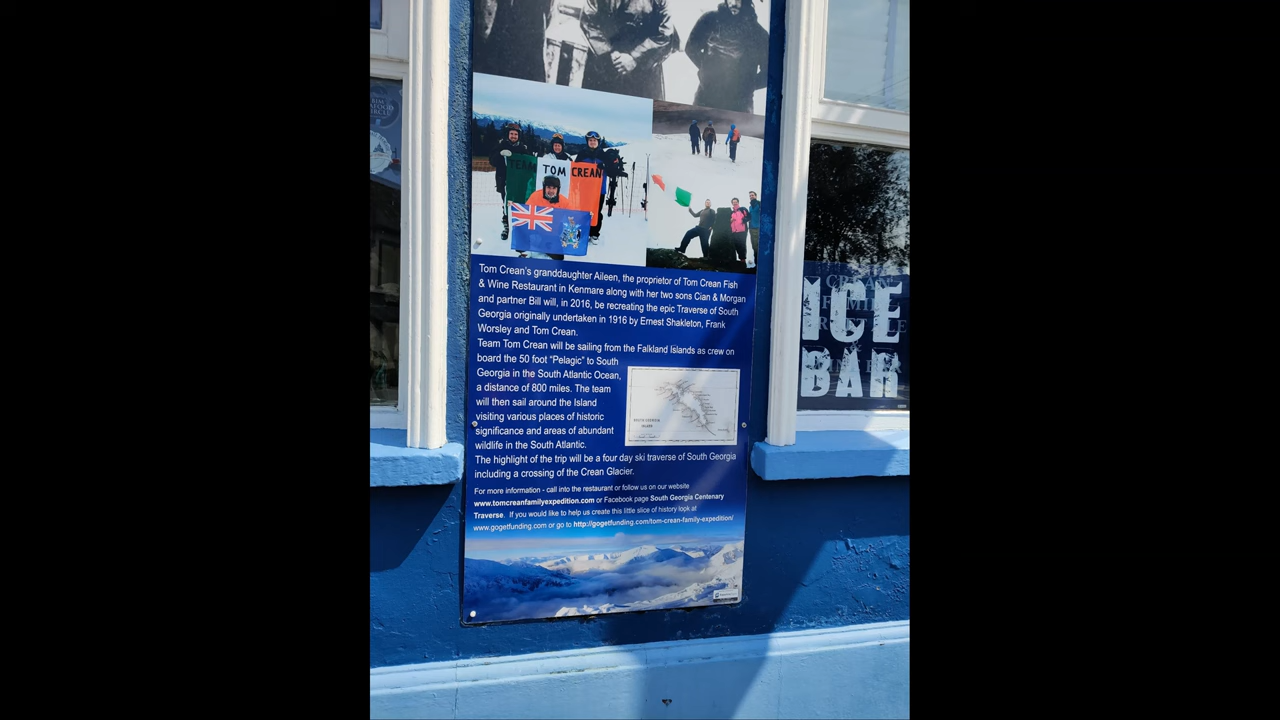 TEAM
TOM CREAN
Tom Crean's granddaughter Aileen, the proprietor of Tom Crean Fish
& Wine Restaurant in Kenmare along with her two sons Cian & Morgan
and partner Bill will, in 2016, be recreating the epic Traverse of South
Georgia originally undertaken in 1916 by Ernest Shakleton, Frank
Worsley and Tom Crean.
Team Tom Crean will be sailing from the Falkland Islands as crew on
board the 50 foot "Pelagic" to South
Georgia in the South Atlantic Ocean,
a distance of 800 miles. The team
will then sail around the Island
visiting various places of historic
significance and areas of abundant
wildlife in the South Atlantic.
SOUTH GEORGIA
ISLAND
The highlight of the trip will be a four day ski traverse of South Georgia
including a crossing of the Crean Glacier.
For more information - call into the restaurant or follow us on our website
www.tomcreanfamilyexpedition.com or Facebook page South Georgia Centenary
Traverse. If you would like to help us create this little slice of history look at
www.gogetfunding.com or go to http://gogetfunding.com/tom-crean-family-expedition/
ICE
BAR